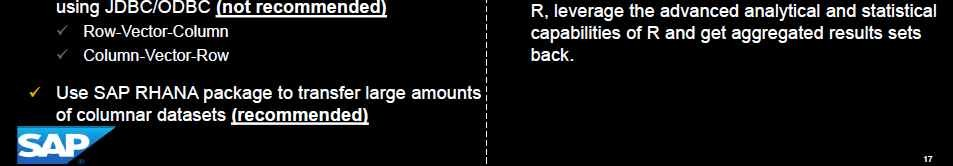 using JDBC/ODBC (not recommended)
Row-Vector-Column
Column-Vector-Row
Use SAP RHANA package to transfer large amounts
of columnar datasets (recommended)
SAP
R, leverage the advanced analytical and statistical
capabilities of R and get aggregated results sets
back.
17